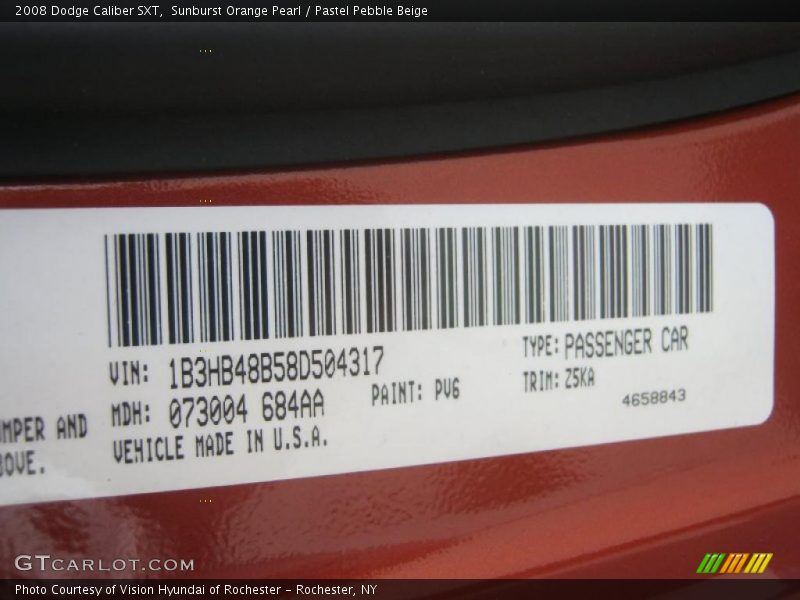 2008 Dodge Caliber SXT,  Sunburst Orange Pearl / Pastel Pebble Beige
VIN: 1B3HB48B58D504317
TYPE: PASSENGER CAR
MDH: 073004 684AA
PAINT: PV6
TRIM: Z5KA
4658843
MPER AND
VEHICLE MADE IN U.S.A.
OVE.
GTCARLOT.COM
Photo Courtesy of Vision Hyundai of Rochester - Rochester, NY